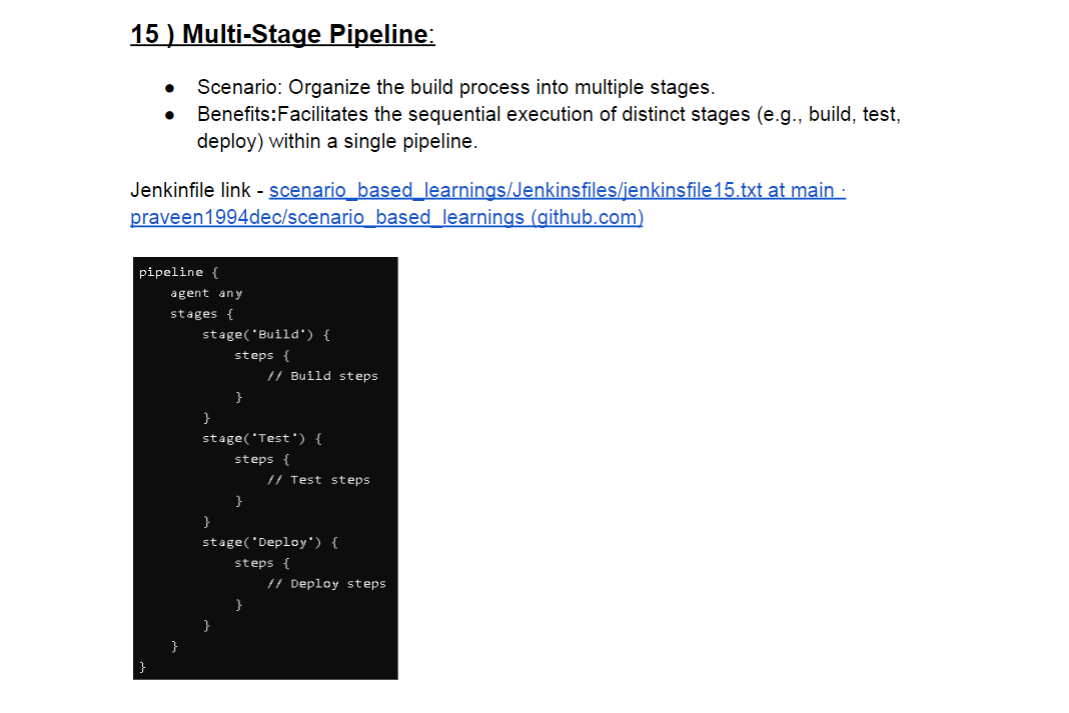 15 ) Multi-Stage Pipeline:
● Scenario: Organize the build process into multiple stages.
● Benefits:Facilitates the sequential execution of distinct stages (e.g., build, test,
deploy) within a single pipeline.
Jenkinfile link - scenario_based_learnings/Jenkinsfiles/jenkinsfile15.txt at main ·
praveen1994dec/scenario_based_learnings (github.com)
pipeline {
    agent any
    stages {
        stage('Build') {
            steps {
                // Build steps
            }
        }
        stage('Test') {
            steps {
                // Test steps
            }
        }
        stage('Deploy') {
            steps {
                // Deploy steps
            }
        }
    }
}